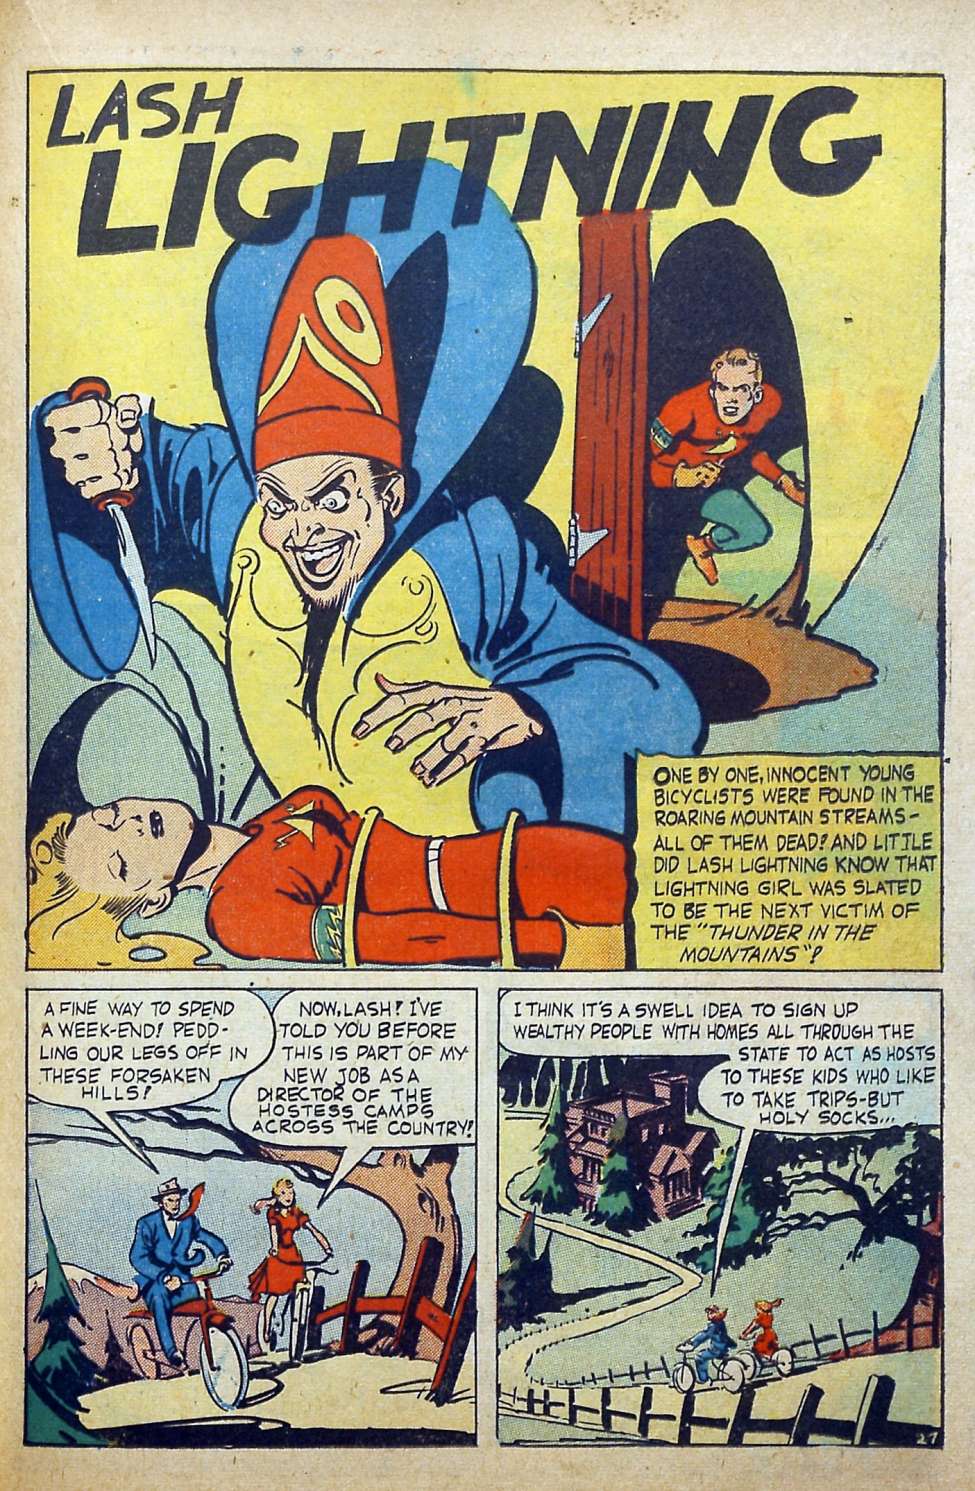 LASH
LIGHTNING
ONE BY ONE, INNOCENT YOUNG
BICYCLISTS WERE FOUND IN THE
ROARING MOUNTAIN STREAMS-
ALL OF THEM DEAD! AND LITTLE
DID LASH LIGHTNING KNOW THAT
LIGHTNING GIRL WAS SLATED
TO BE THE NEXT VICTIM OF
THE "THUNDER IN THE
MOUNTAINS"!
A FINE WAY TO SPEND
A WEEK-END! PEDD-
LING OUR LEGS OFF IN
THESE FORSAKEN
HILLS!
NOW, LASH! I'VE
TOLD YOU BEFORE
THIS IS PART OF MY
NEW JOB AS A
DIRECTOR OF THE
HOSTESS CAMPS
ACROSS THE COUNTRY!
I THINK IT'S A SWELL IDEA TO SIGN UP
WEALTHY PEOPLE WITH HOMES ALL THROUGH THE
STATE TO ACT AS HOSTS
TO THESE KIDS WHO LIKE
TO TAKE TRIPS-BUT
HOLY SOCKS...
27